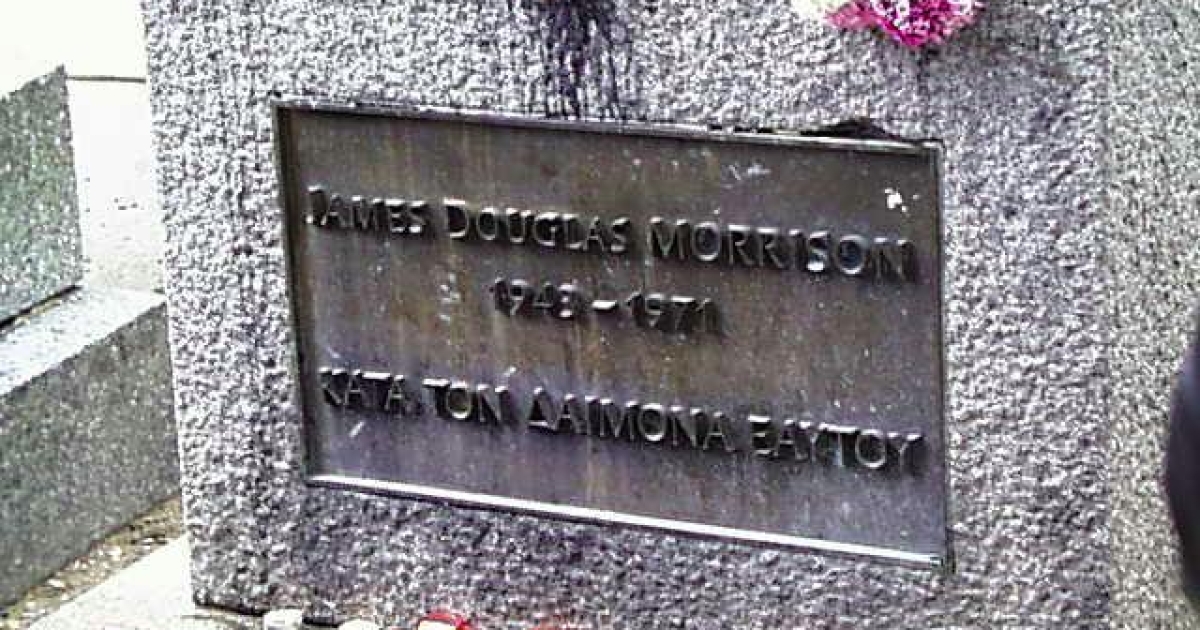 JAMES DOUGLAS MORRISON
1943 – 1971
ΚΑΤΑ ΤΟΝ ΔΑΙΜΟΝΑ ΕΑΥΤΟΥ